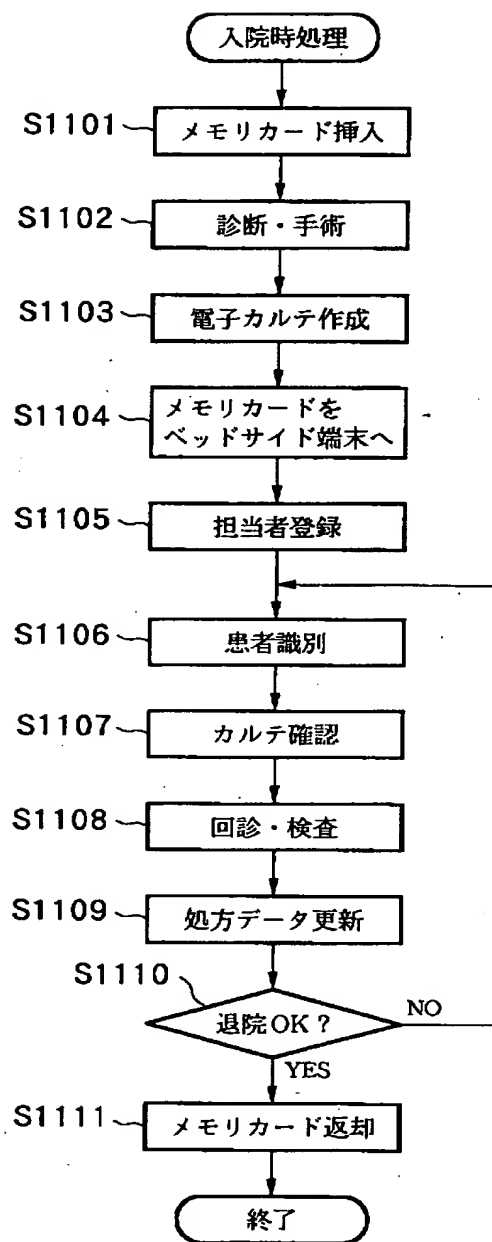 入院時処理
S1101 メモリカード挿入
S1102 診断・手術
S1103 電子カルテ作成
S1104 メモリカードを
ベッドサイド端末へ
S1105 担当者登録
S1106 患者識別
S1107 カルテ確認
S1108 回診・検査
S1109 処方データ更新
S1110
退院OK? NO
YES
S1111 メモリカード返却
終了